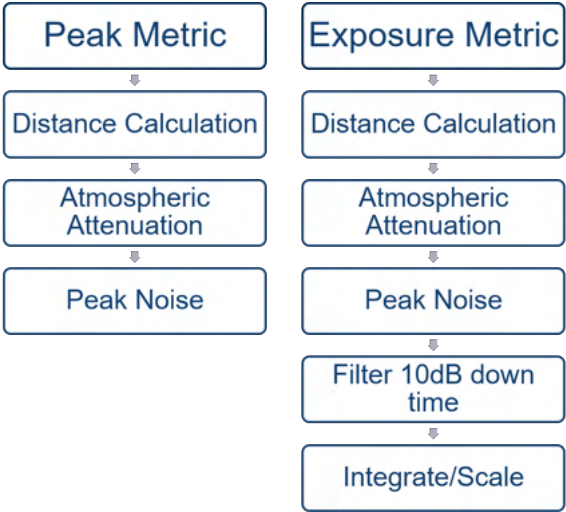 Peak Metric
Distance Calculation
Atmospheric
Attenuation
Peak Noise
Exposure Metric
Distance Calculation
Atmospheric
Attenuation
Peak Noise
Filter 10dB down
time
Integrate/Scale